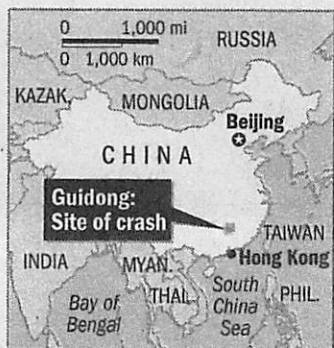 0 1,000 mi
0 1,000 km
RUSSIA
KAZAK.
MONGOLIA
Beijing
CHINA
Guidong:
Site of crash
TAIWAN
INDIA
MYAN.
Hong Kong
Bay of
Bengal
THAI.
South
China
Sea
PHIL.